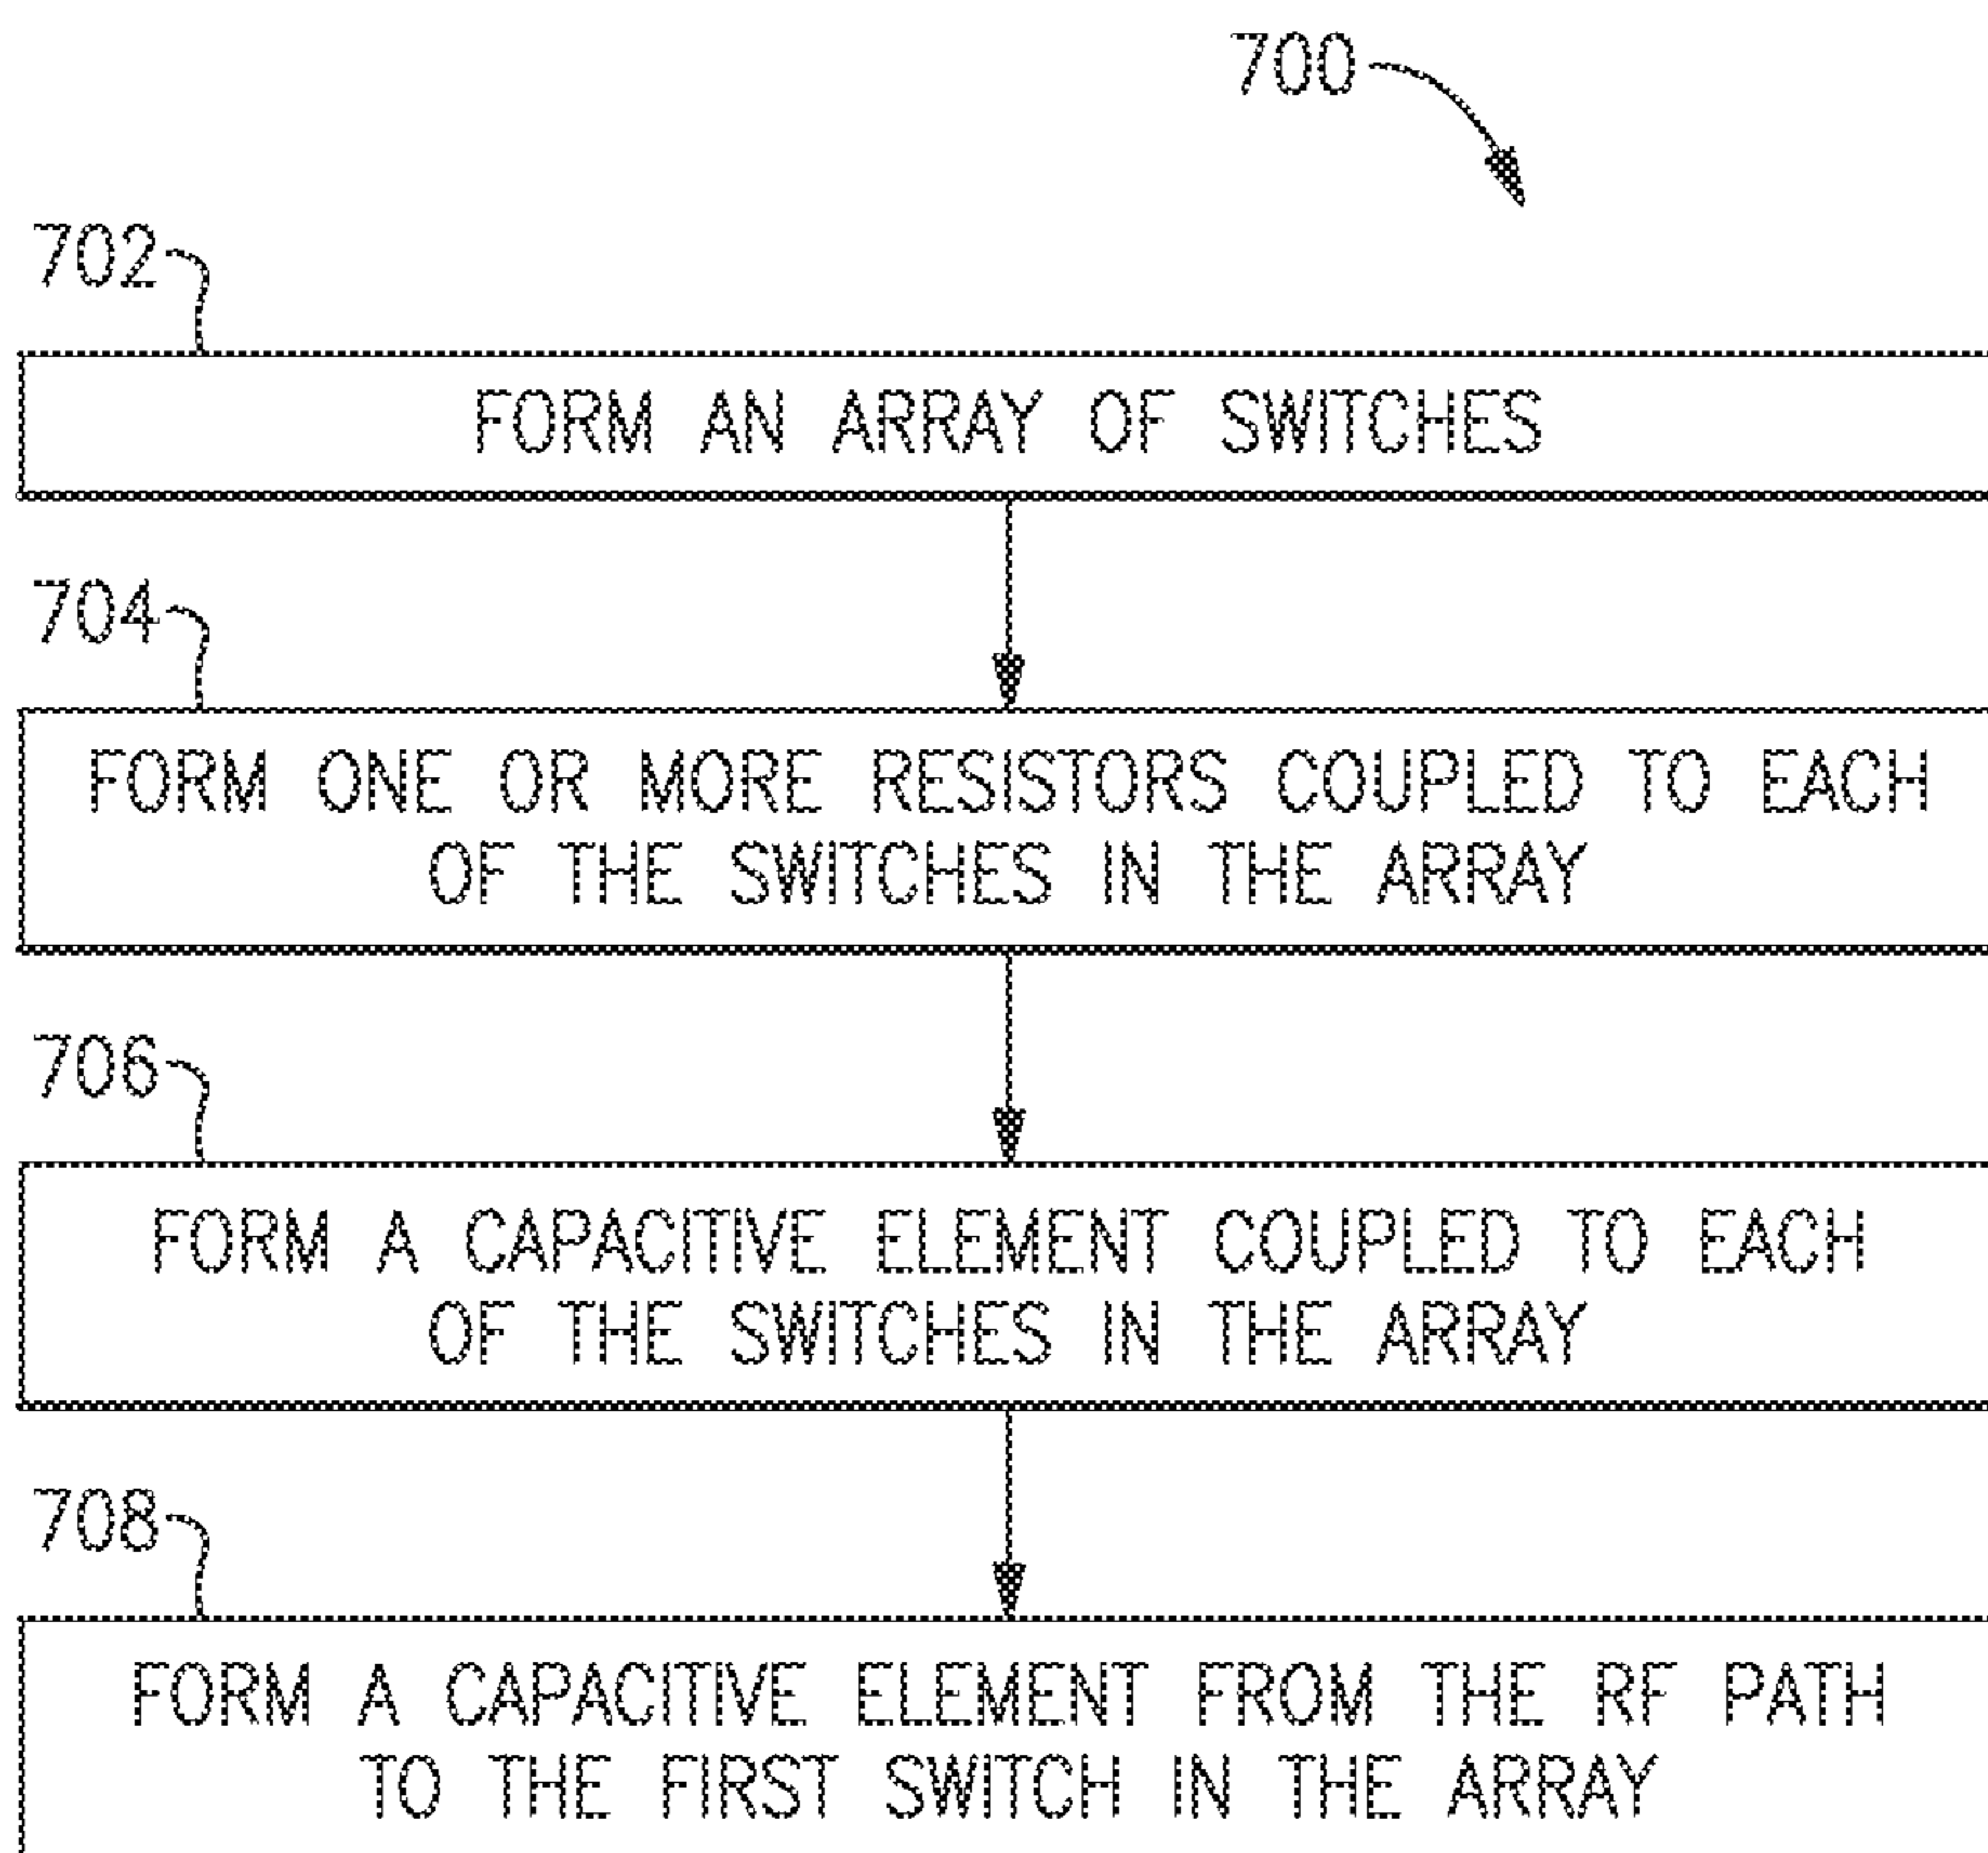 700
702
FORM AN ARRAY OF SWITCHES
704
FORM ONE OR MORE RESISTORS COUPLED TO EACH
OF THE SWITCHES IN THE ARRAY
706
FORM A CAPACITIVE ELEMENT COUPLED TO EACH
OF THE SWITCHES IN THE ARRAY
708
FORM A CAPACITIVE ELEMENT FROM THE RF PATH
TO THE FIRST SWITCH IN THE ARRAY